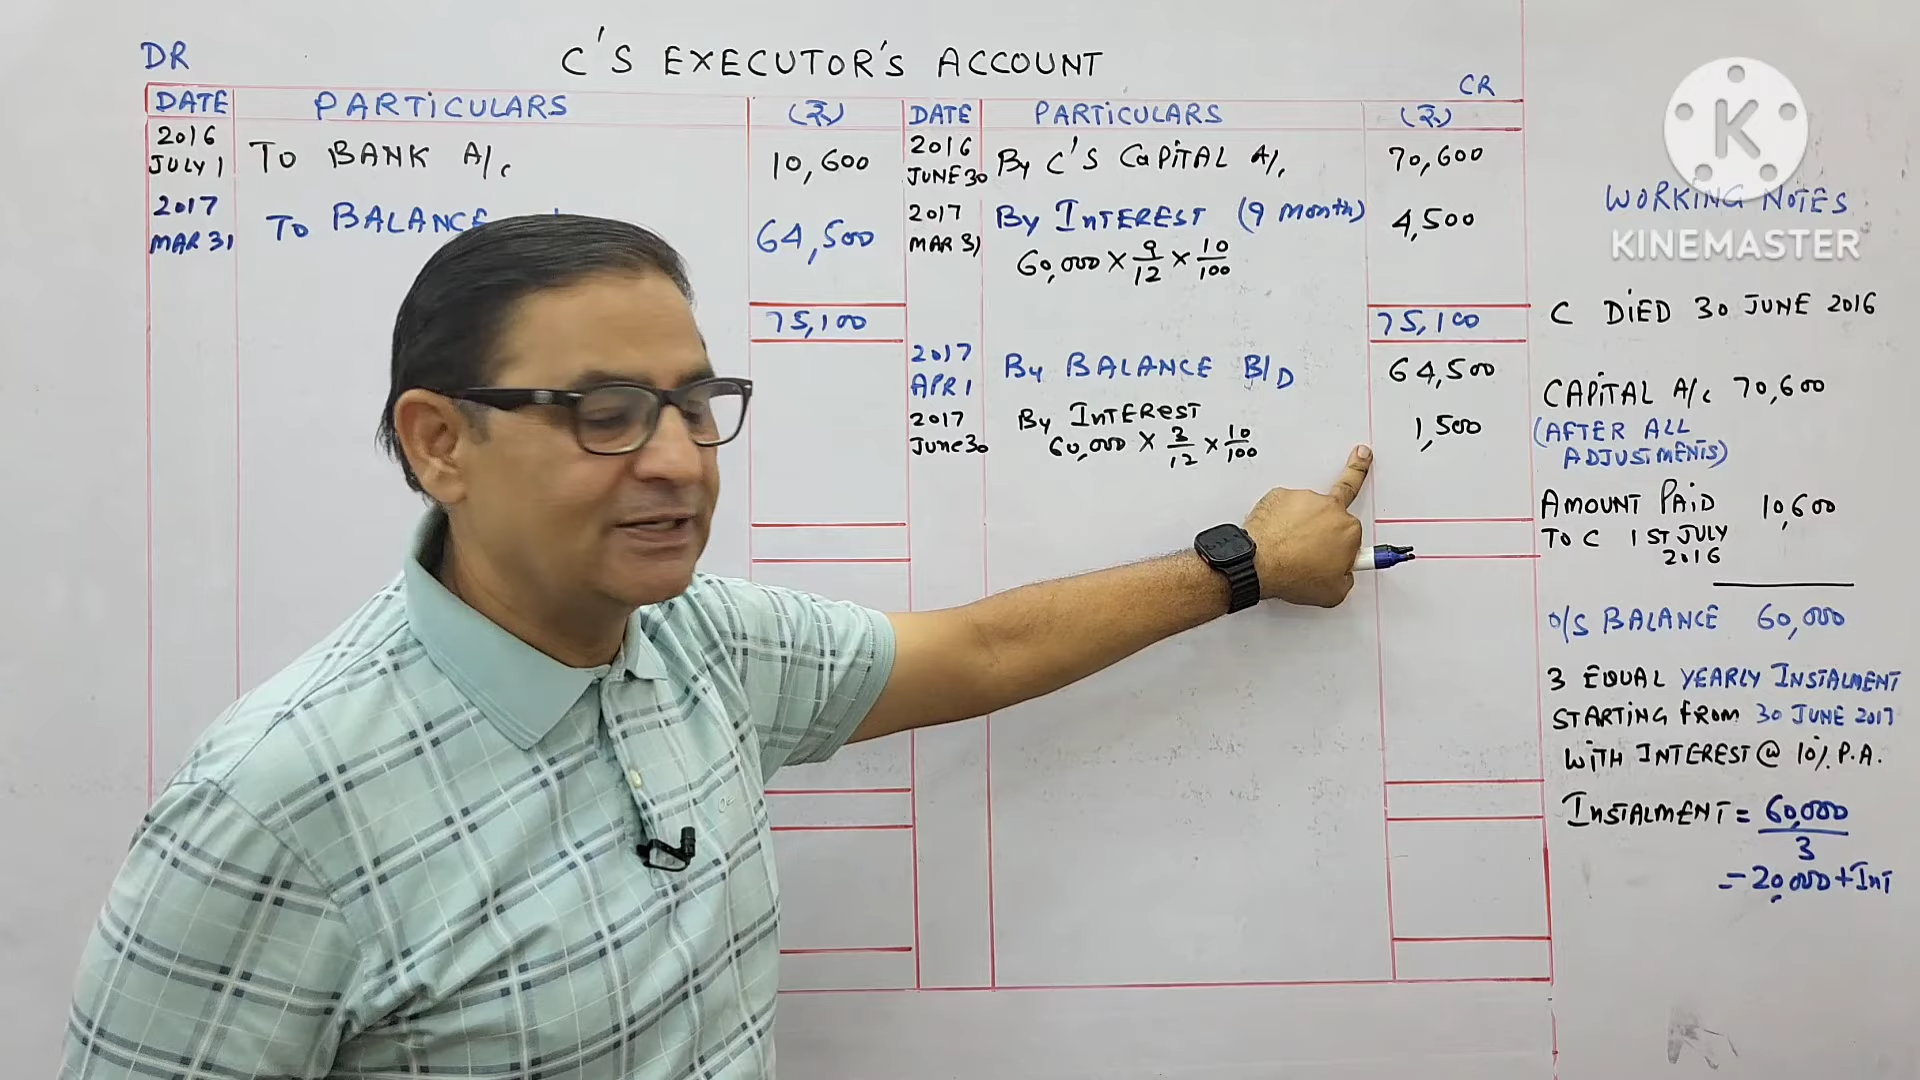 DR
C'S EXECUTOR'S ACCOUNT
CR
DATE PARTICULARS (₹) DATE PARTICULARS (₹)
2016
JULY 1
TO BANK A/c
10,600
2017
MAR 31
TO BALANCE
64,500
75,100
2016
JUNE 30
By C'S CaPiTAL A/c
70,600
2017
MAR 31
By InTEREST (9 Month)
4,500
60,000 × 9/12 × 10/100
75,100
2017
APR 1
By BALANCE B/D
64,500
2017
June 30
By InTEREST
60,000 × 3/12 × 10/100
1,500
K
KINEMASTER
WORKING NOTES
C DiED 30 JUNE 2016
CAPiTAL A/c 70,600
(AFTER ALL
ADJUSTMENTS)
AMOUNT PAiD 10,600
TO C 1 ST JULY
2016
O/S BALANCE 60,000
3 EQUAL YEARLY INSTALMENT
STARTING FROM 30 JUNE 2017
WiTH INTEREST @ 10% P.A.
INSTALMENT = 60,000/3
= 20,000 + InT